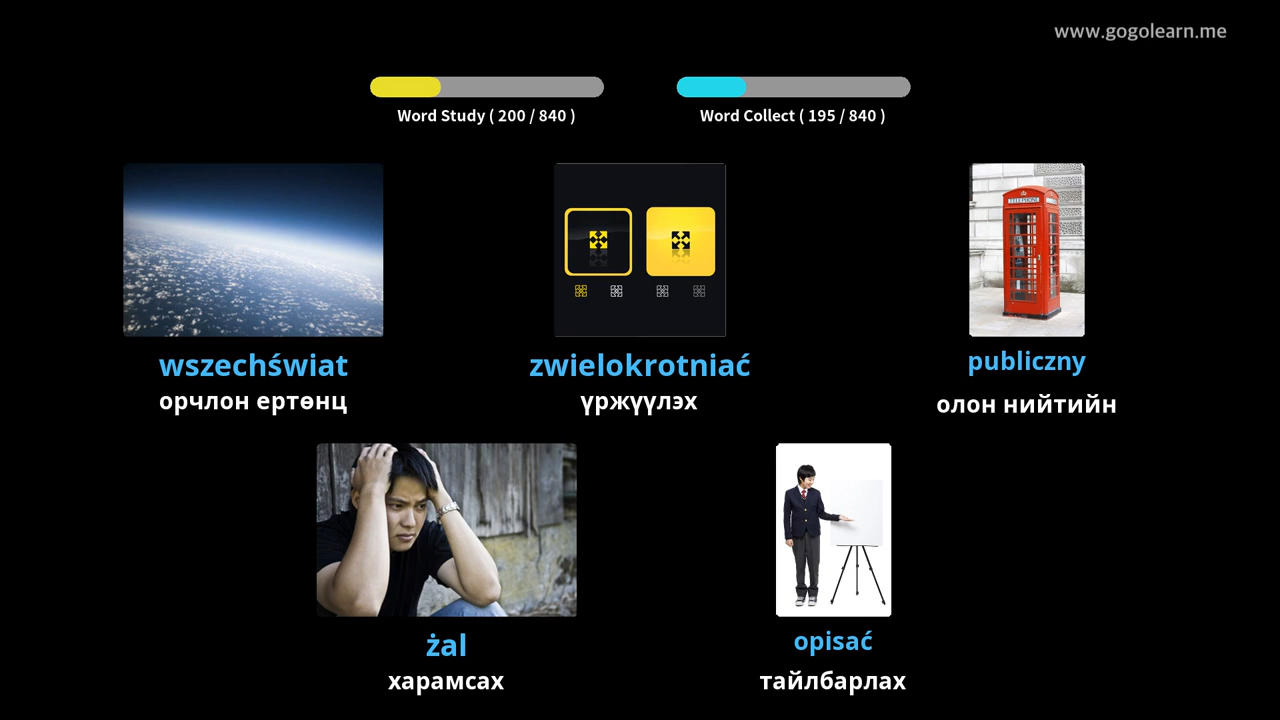 www.gogolearn.me
Word Study ( 200 / 840 )
Word Collect ( 195 / 840 )
TELEPHONE
wszechświat
орчлон ертөнц
zwielokrotniać
үржүүлэх
publiczny
олон нийтийн
żal
харамсах
opisać
тайлбарлах